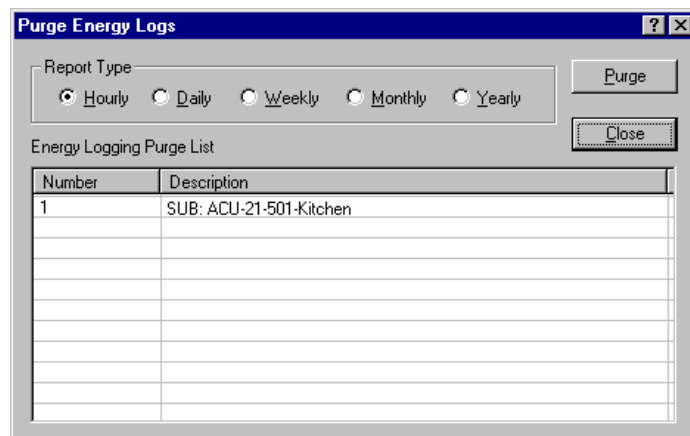 Purge Energy Logs
Report Type
Hourly Daily Weekly Monthly Yearly
Purge
Close
Energy Logging Purge List
Number Description
1 SUB: ACU-21-501-Kitchen